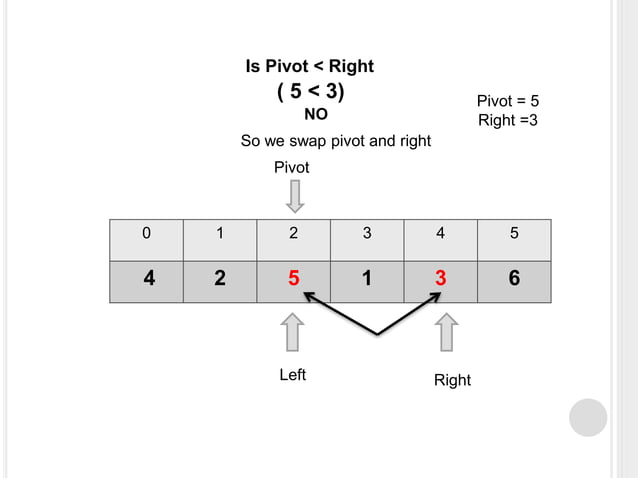 Is Pivot < Right
( 5 < 3)
NO
So we swap pivot and right
Pivot = 5
Right =3
Pivot
0 1 2 3 4 5
4 2 5 1 3 6
Left
Right